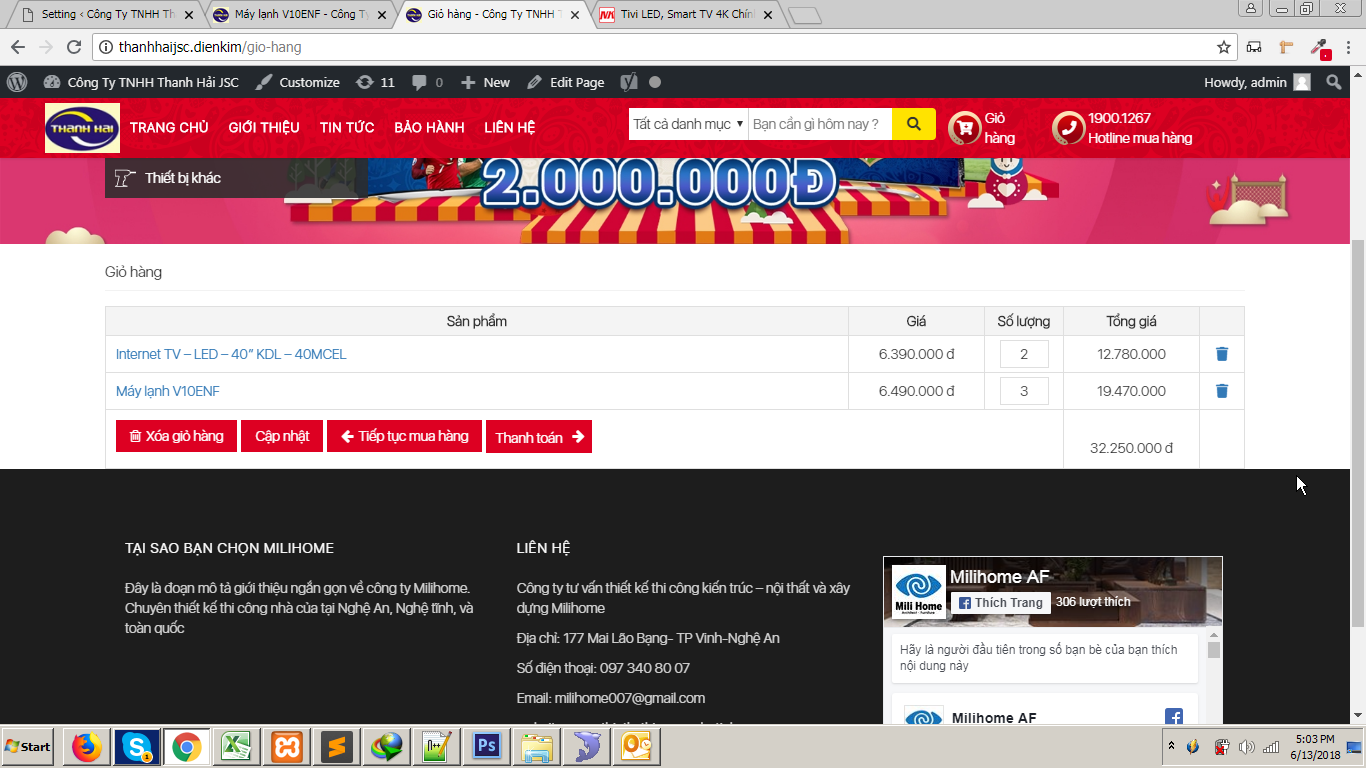 Setting ‹ Công Ty TNHH Th
Máy lạnh V10ENF - Công Ty
Giỏ hàng - Công Ty TNHH T
Tivi LED, Smart TV 4K Chín
thanhhaijsc.dienkim/gio-hang
Công Ty TNHH Thanh Hải JSC
Customize
11
0
New
Edit Page
Howdy, admin
THANH HAI
TRANG CHỦ
GIỚI THIỆU
TIN TỨC
BẢO HÀNH
LIÊN HỆ
Tất cả danh mục
Bạn cần gì hôm nay ?
Giỏ
hàng
1900.1267
Hotline mua hàng
Thiết bị khác
2.000.000Đ
Giỏ hàng
Sản phẩm Giá Số lượng Tổng giá
Internet TV – LED – 40” KDL – 40MCEL 6.390.000 đ 2 12.780.000
Máy lạnh V10ENF 6.490.000 đ 3 19.470.000
Xóa giỏ hàng Cập nhật Tiếp tục mua hàng Thanh toán
32.250.000 đ
TẠI SAO BẠN CHỌN MILIHOME
Đây là đoạn mô tả giới thiệu ngắn gọn về công ty Milihome.
Chuyên thiết kế thi công nhà của tại Nghệ An, Nghệ tĩnh, và
toàn quốc
LIÊN HỆ
Công ty tư vấn thiết kế thi công kiến trúc – nội thất và xây
dựng Milihome
Địa chỉ: 177 Mai Lão Bạng- TP Vinh-Nghệ An
Số điện thoại: 097 340 80 07
Email: milihome007@gmail.com
Mili Home
Milihome AF
Thích Trang
306 lượt thích
Hãy là người đầu tiên trong số bạn bè của bạn thích
nội dung này
Milihome AF
Start
5:03 PM
6/13/2018